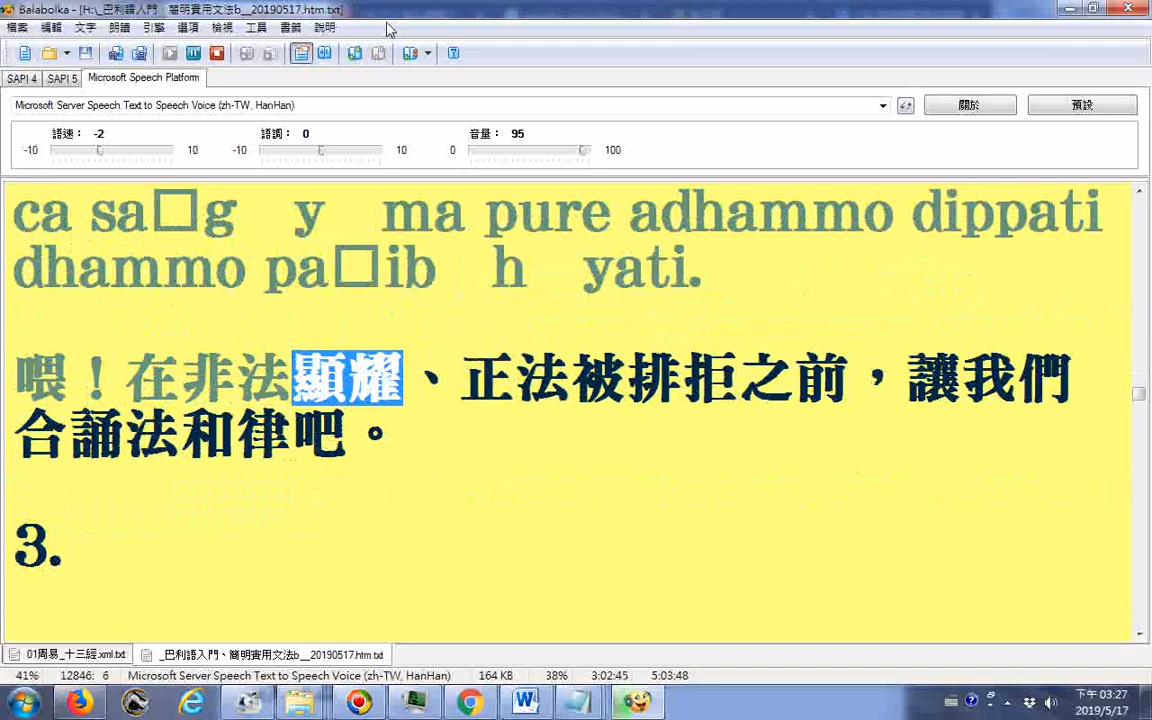 Balabolka - [H:\_巴利語入門、簡明實用文法b__20190517.htm.txt]
檔案 編輯 文字 朗讀 引擎 選項 檢視 工具 書籤 說明
SAPI 4 SAPI 5 Microsoft Speech Platform
Microsoft Server Speech Text to Speech Voice (zh-TW, HanHan) 關於 預設
語速： -2 語調： 0 音量： 95
-10 10 -10 10 0 100
ca sa□g y ma pure adhammo dippati
dhammo pa□ib h yati.
喂！在非法顯耀、正法被排拒之前，讓我們
合誦法和律吧。
3.
01周易_十三經.xml.txt _巴利語入門、簡明實用文法b__20190517.htm.txt
41% 12846: 6 Microsoft Server Speech Text to Speech Voice (zh-TW, HanHan) 164 KB 38% 3:02:45 5:03:48
下午 03:27
2019/5/17